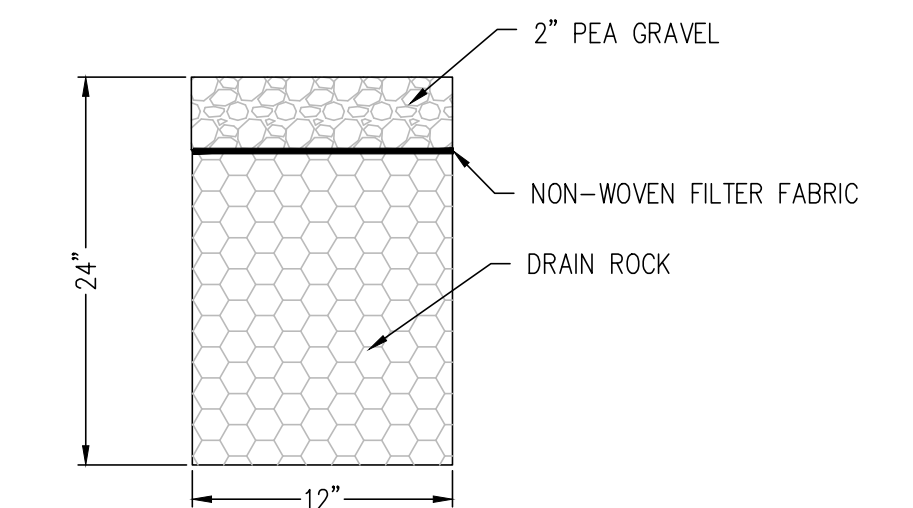 2” PEA GRAVEL
NON-WOVEN FILTER FABRIC
DRAIN ROCK
24”
12”